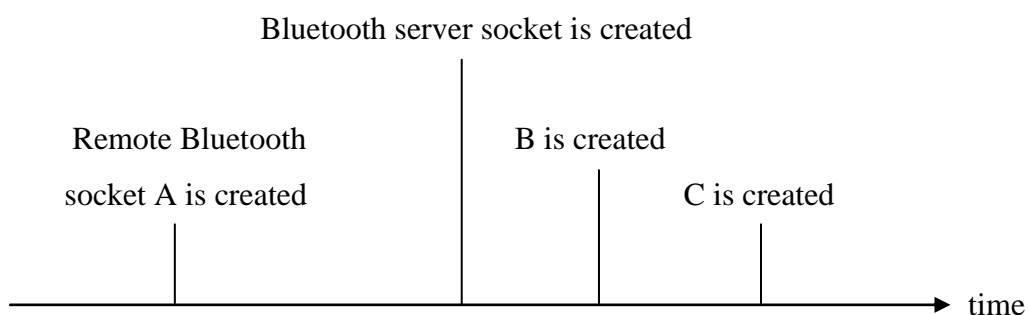 Bluetooth server socket is created
Remote Bluetooth
socket A is created
B is created
C is created
time